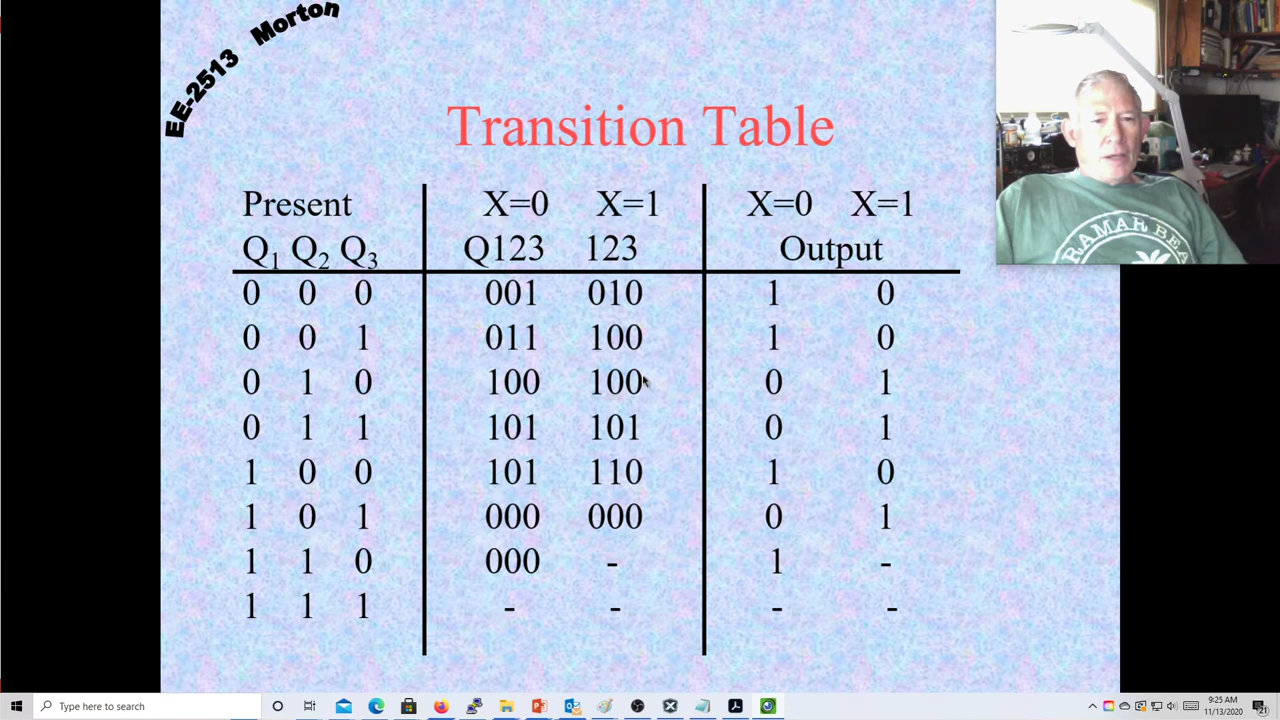 EE-2513 Morton
Transition Table
Present X=0 X=1 X=0 X=1
Q1 Q2 Q3 Q123 123 Output
0 0 0 001 010 1 0
0 0 1 011 100 1 0
0 1 0 100 100 0 1
0 1 1 101 101 0 1
1 0 0 101 110 1 0
1 0 1 000 000 0 1
1 1 0 000 - 1 -
1 1 1 - - - -
RAMAR BEA
Type here to search
9:25 AM
11/13/2020
21